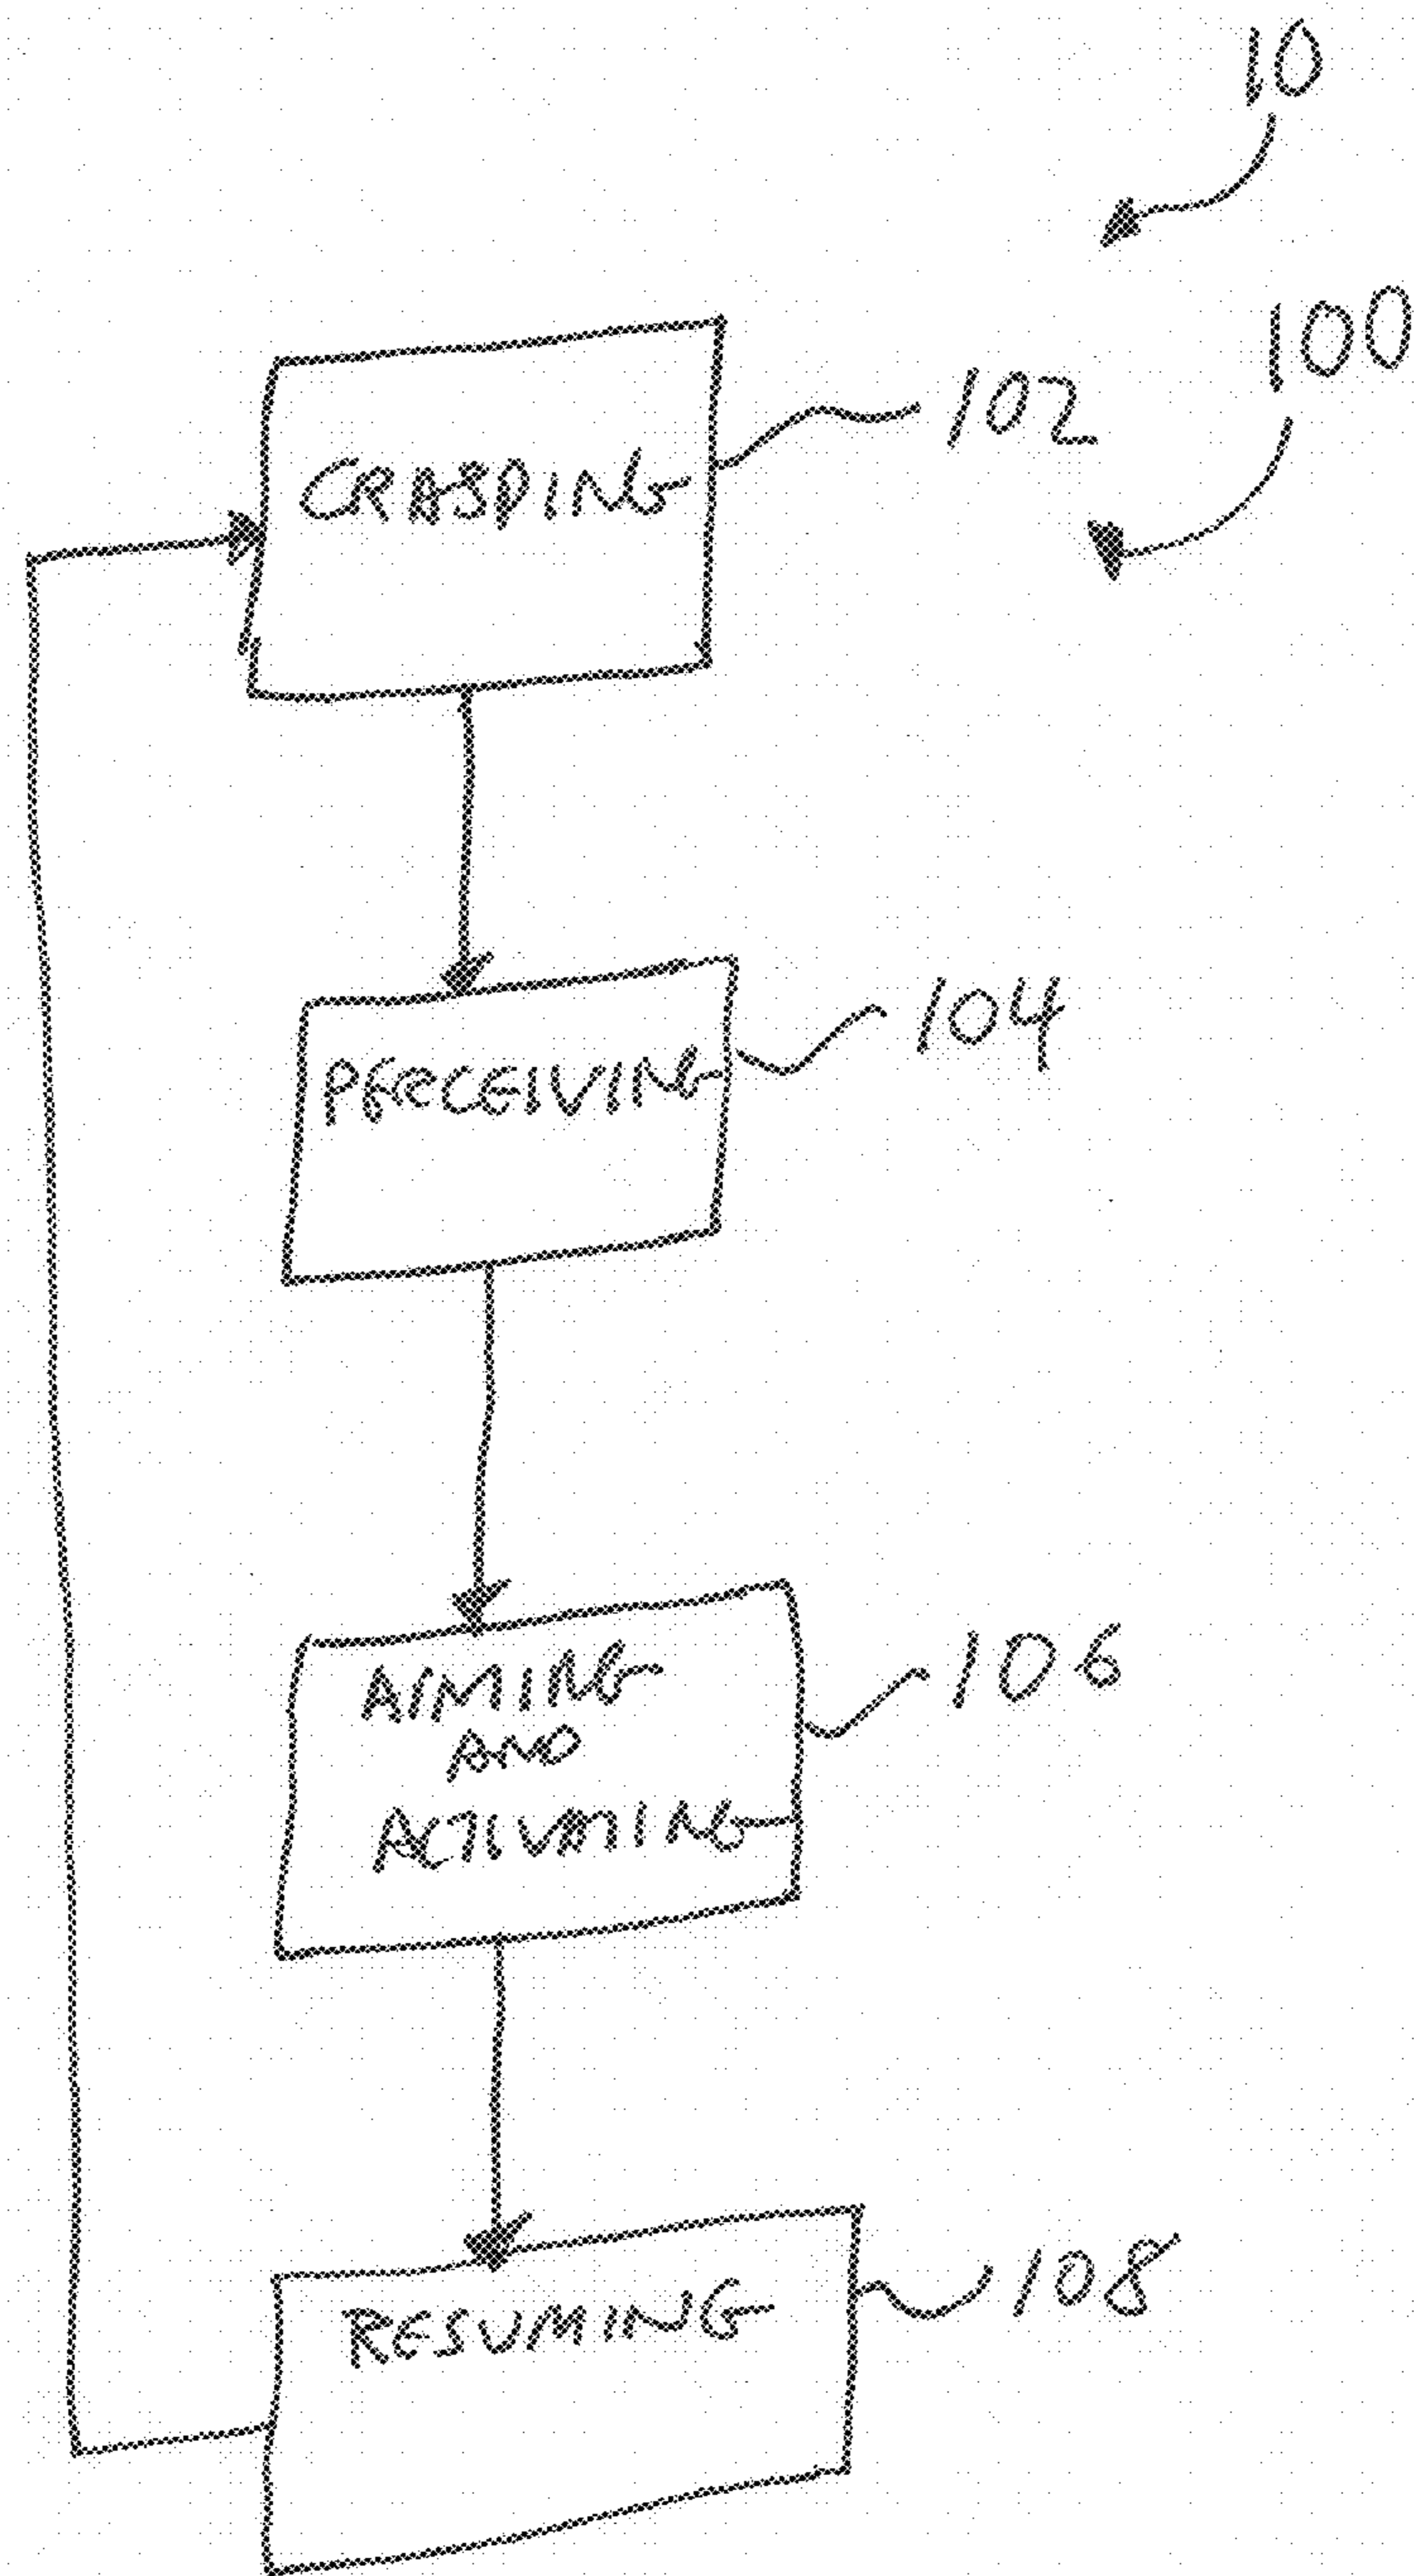 10
100
GRASPING
102
PERCEIVING
104
AIMING
AND
ACTIVATING
106
RESUMING
108